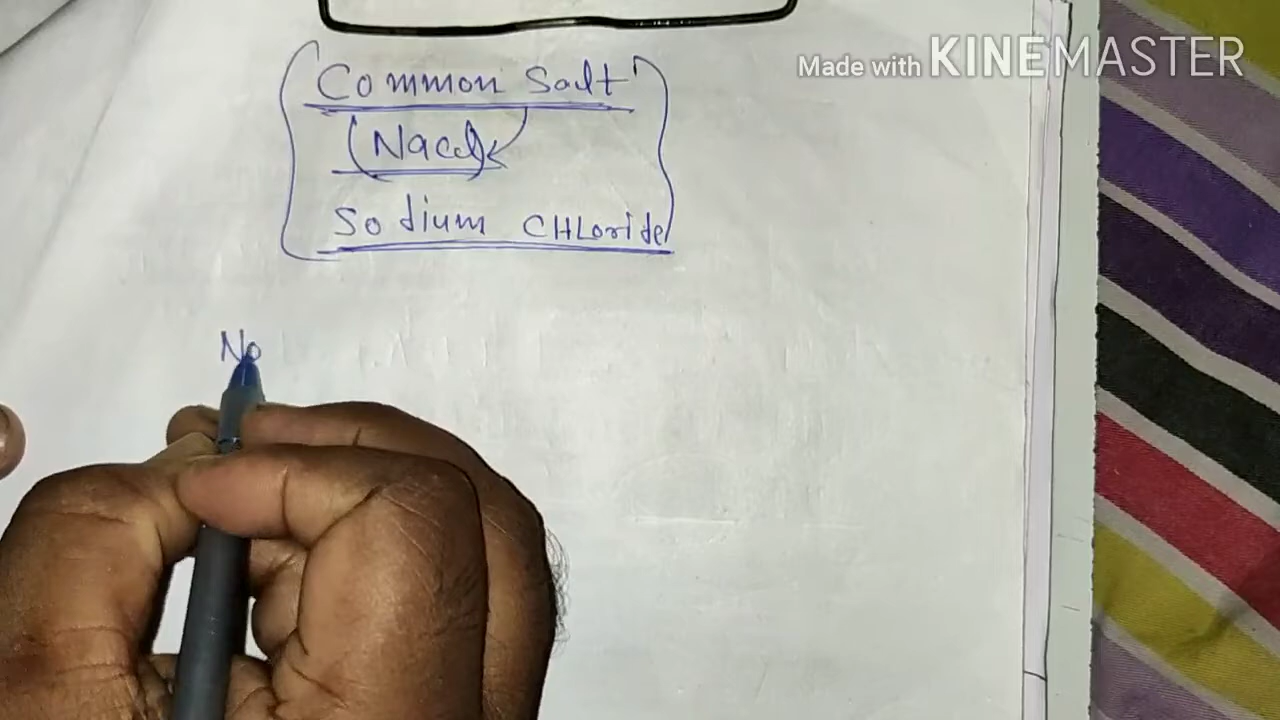 Made with KINEMASTER
"Common Salt"
(Nacl)
Sodium CHLoride
Na